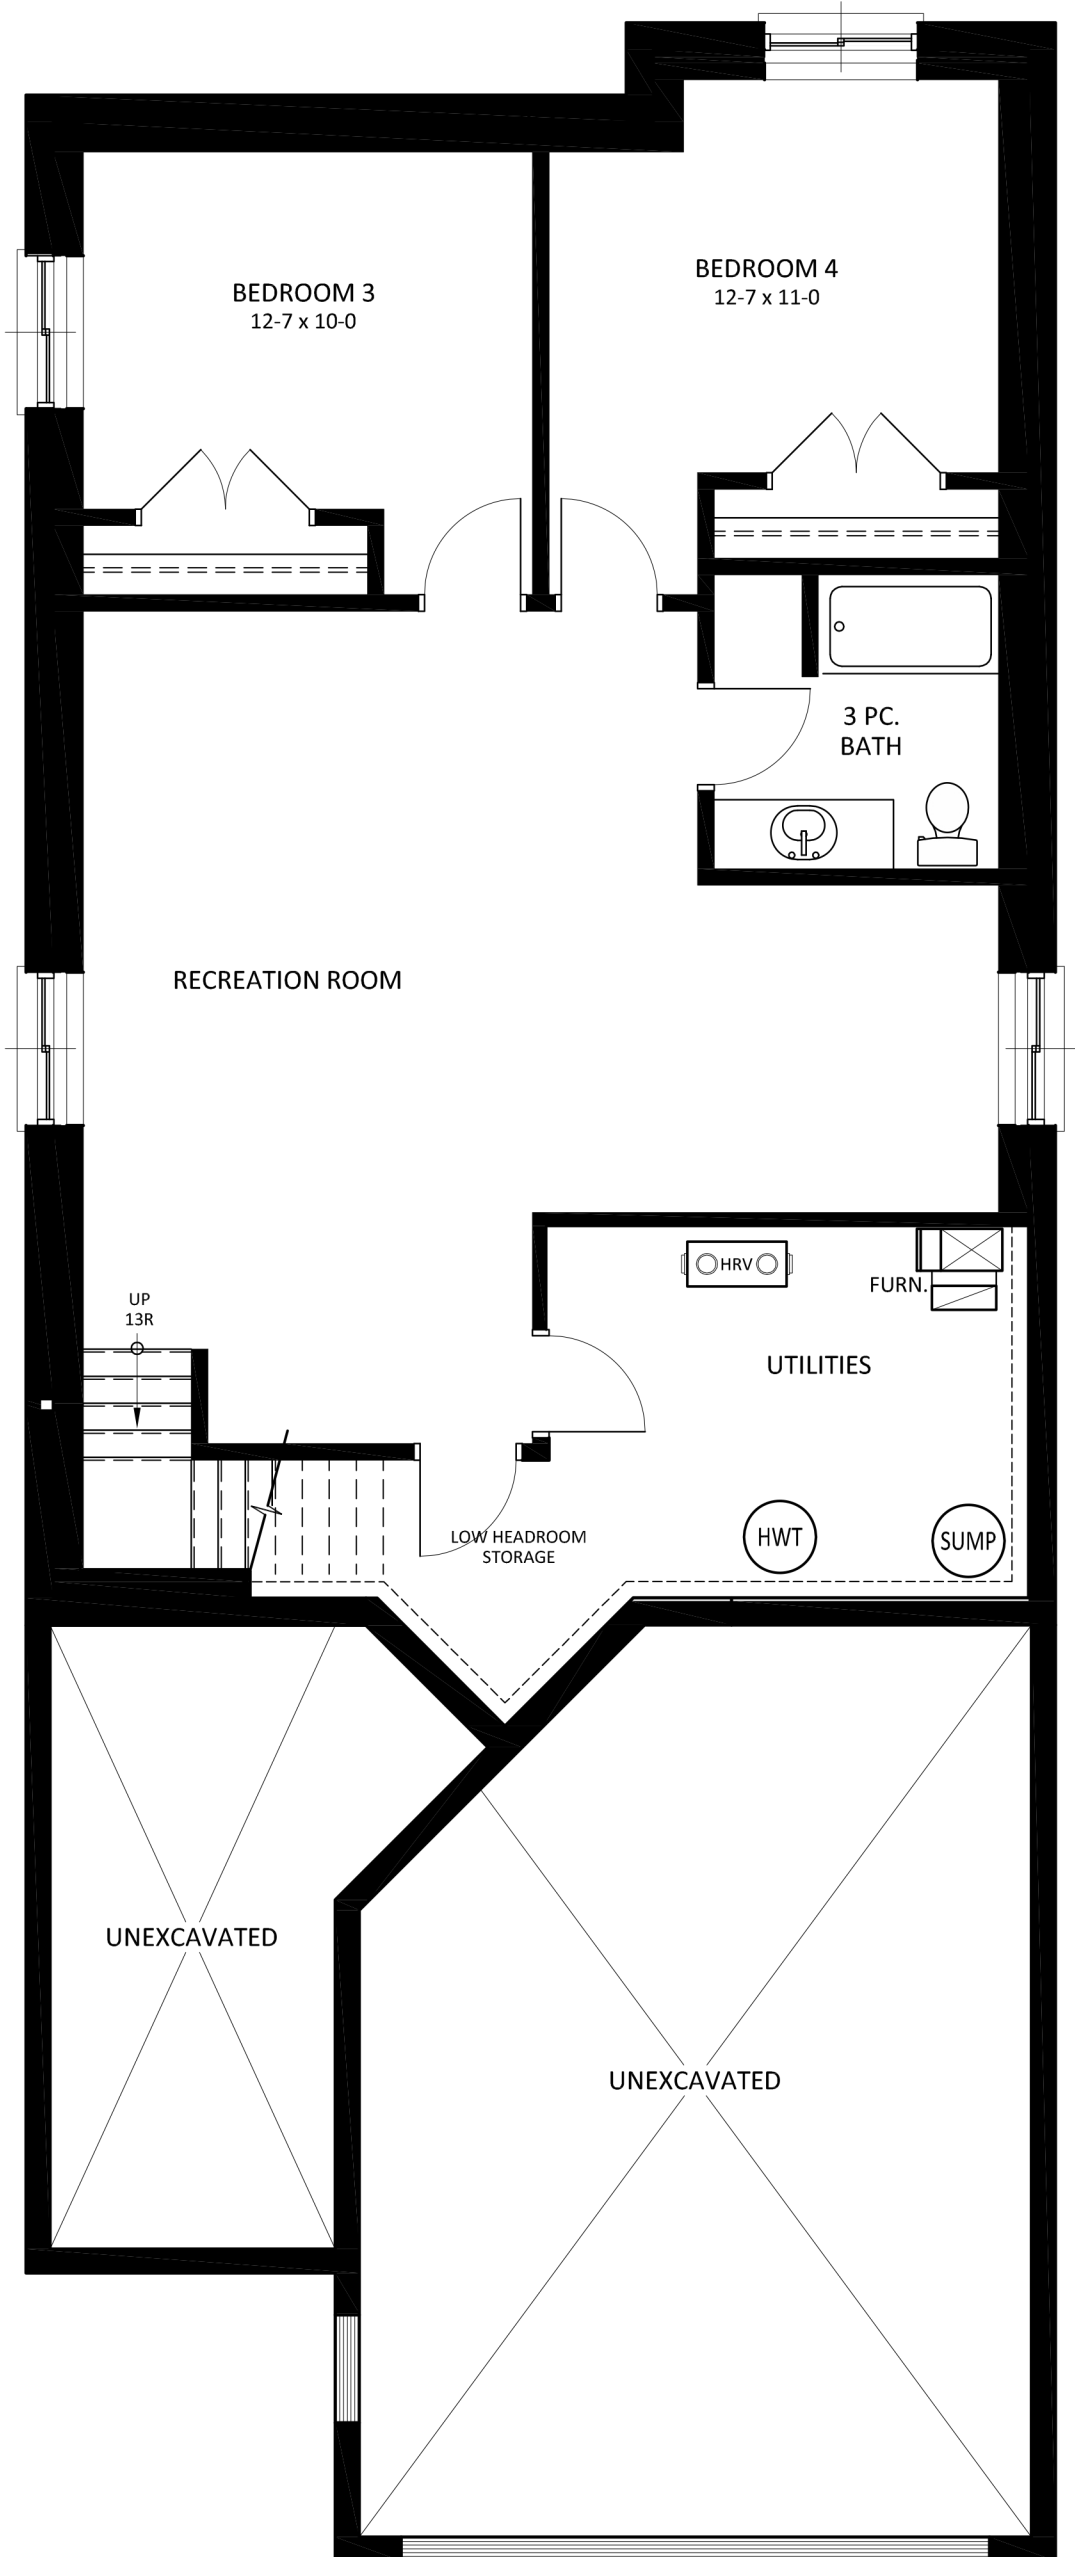 BEDROOM 4
12-7 x 11-0
BEDROOM 3
12-7 x 10-0
3 PC.
BATH
RECREATION ROOM
HRV
FURN.
UP
13R
UTILITIES
LOW HEADROOM
STORAGE
HWT
SUMP
UNEXCAVATED
UNEXCAVATED